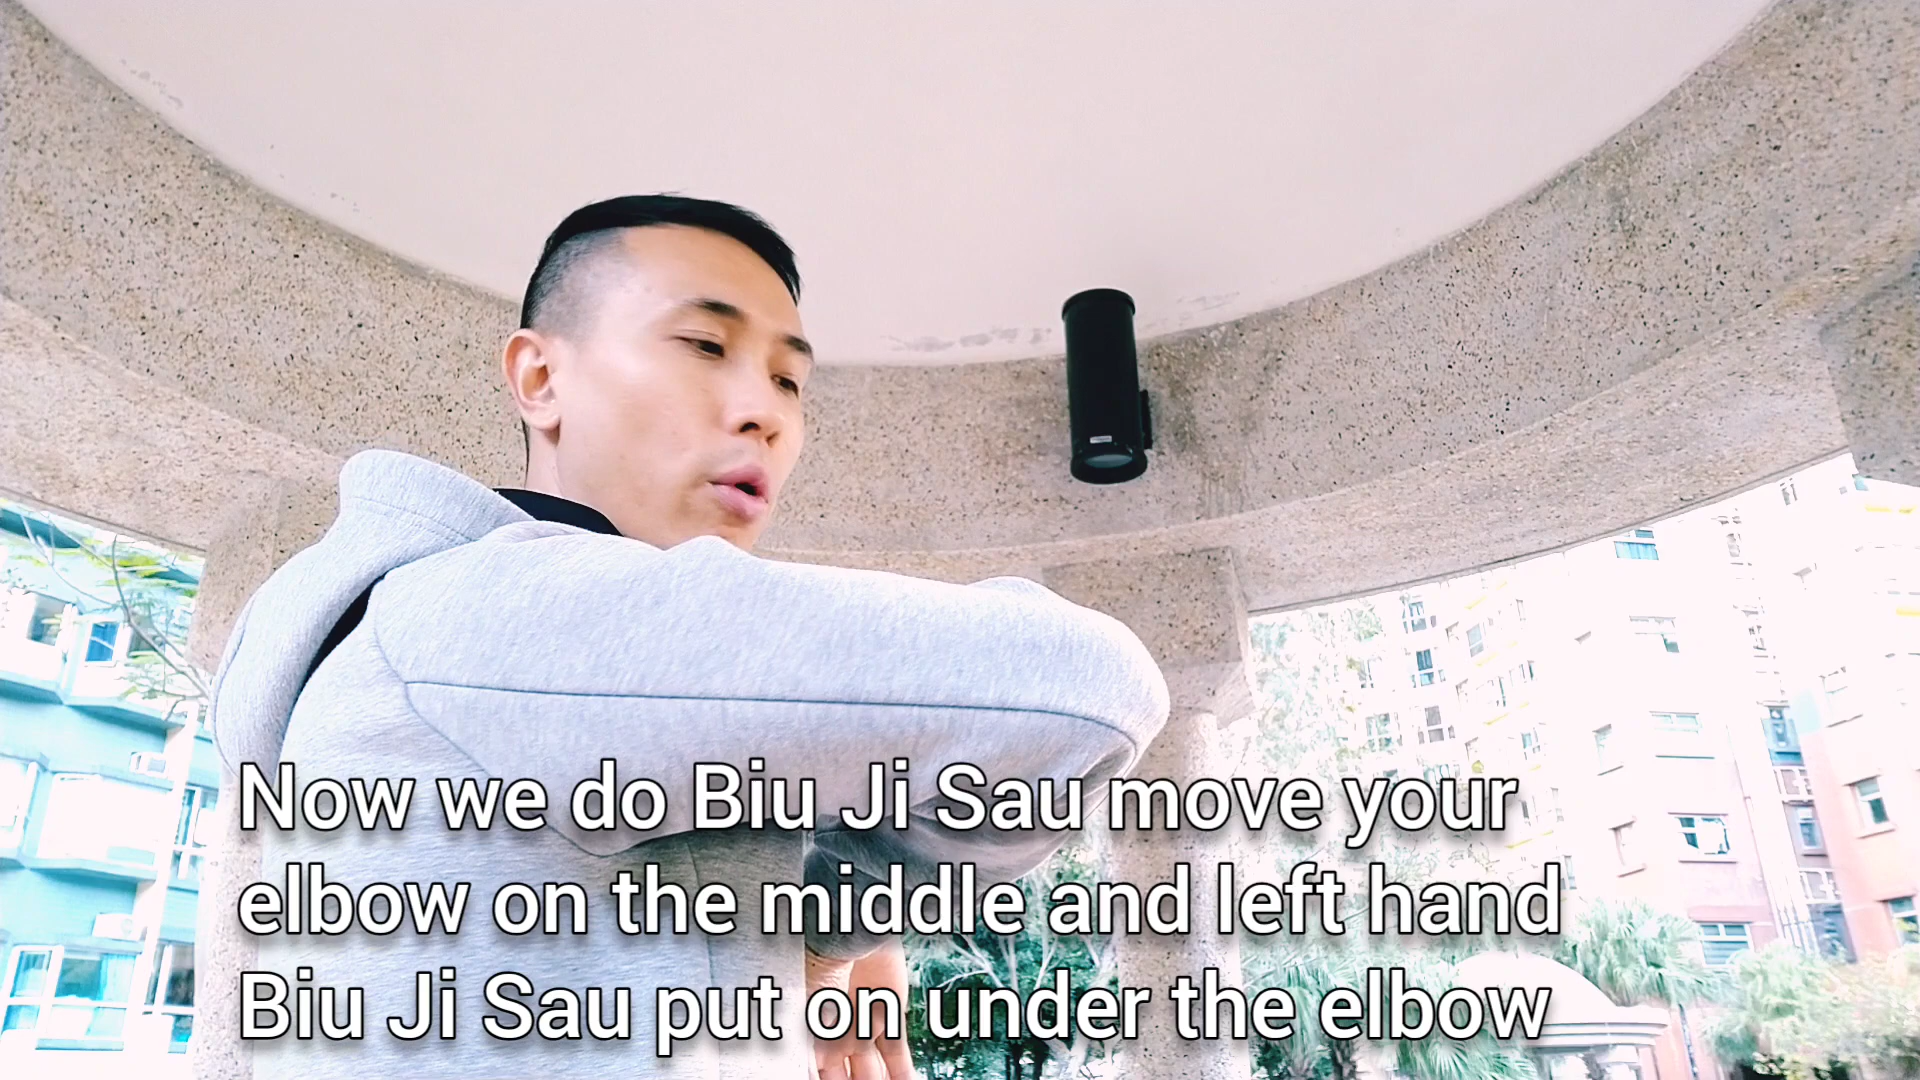 Now we do Biu Ji Sau move your
elbow on the middle and left hand
Biu Ji Sau put on under the elbow